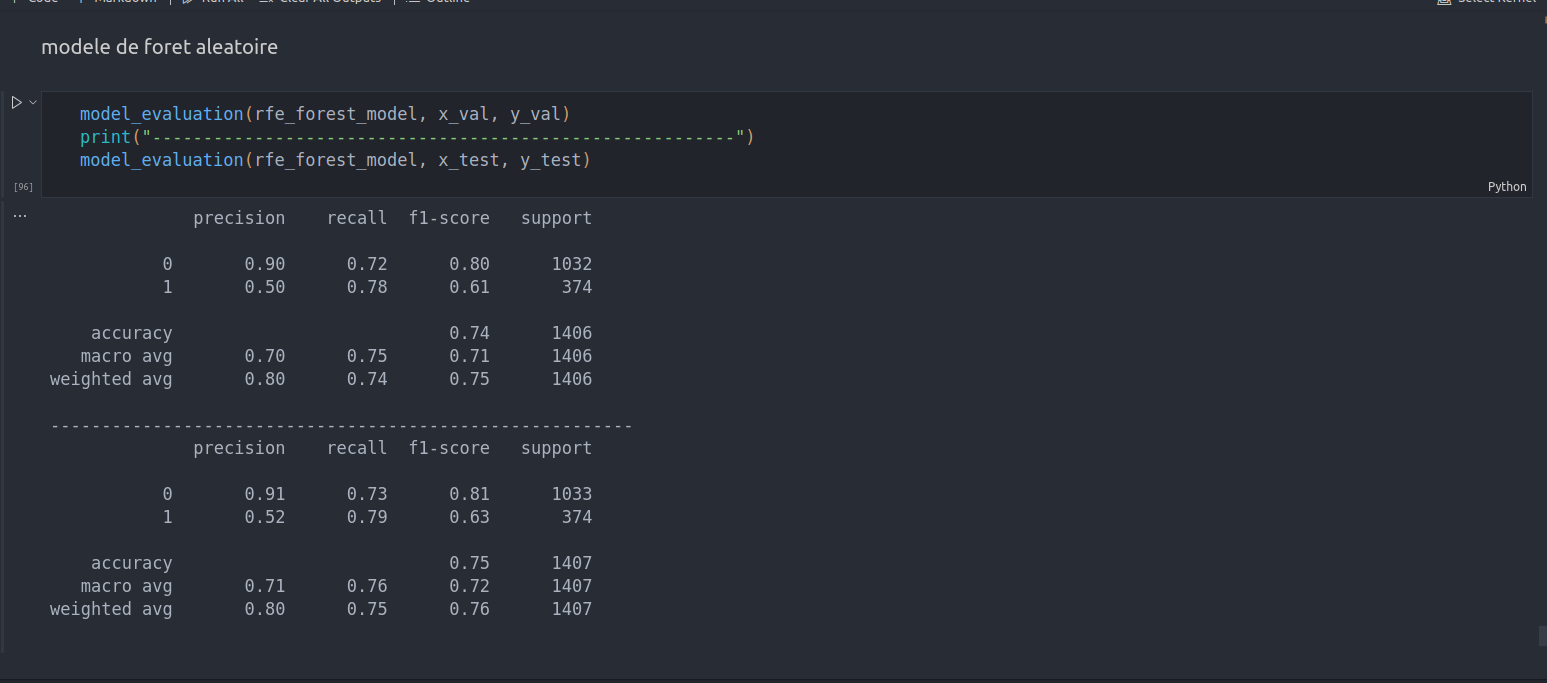 modele de foret aleatoire
model_evaluation(rfe_forest_model, x_val, y_val)
print("---------------------------------------------------------")
model_evaluation(rfe_forest_model, x_test, y_test)
[96]
Python
...
precision recall f1-score support
0 0.90 0.72 0.80 1032
1 0.50 0.78 0.61 374
accuracy 0.74 1406
macro avg 0.70 0.75 0.71 1406
weighted avg 0.80 0.74 0.75 1406
---------------------------------------------------------
precision recall f1-score support
0 0.91 0.73 0.81 1033
1 0.52 0.79 0.63 374
accuracy 0.75 1407
macro avg 0.71 0.76 0.72 1407
weighted avg 0.80 0.75 0.76 1407